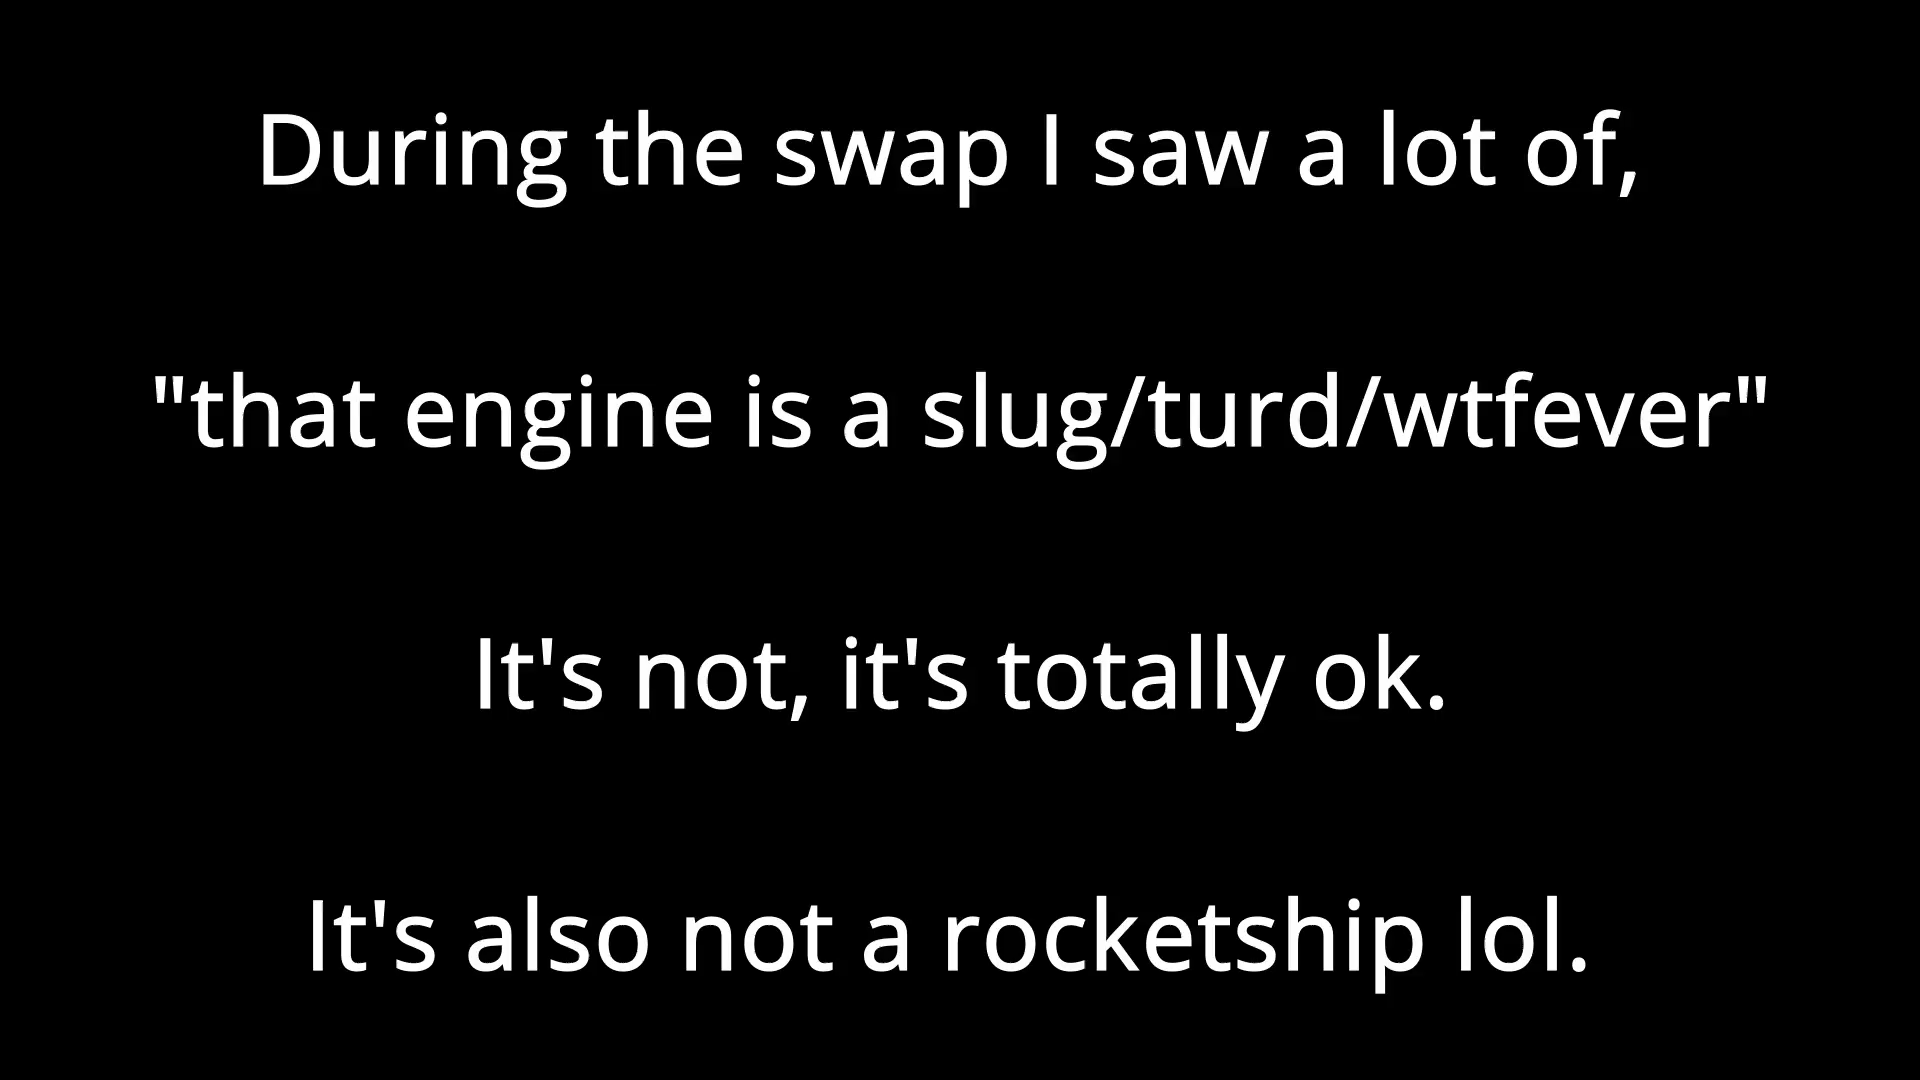 During the swap I saw a lot of,
"that engine is a slug/turd/wtfever"
It's not, it's totally ok.
It's also not a rocketship lol.